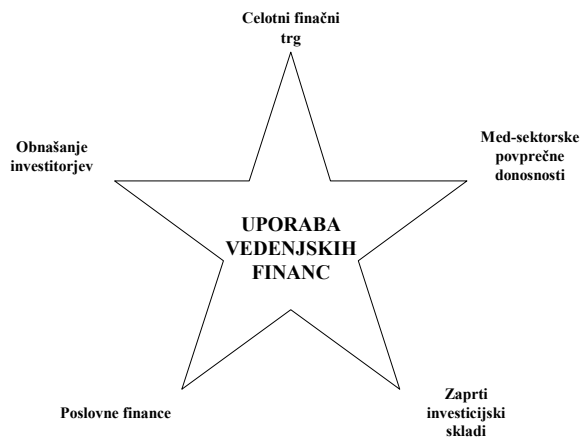 Celotni finačni
trg
Obnašanje
investitorjev
Med-sektorske
povprečne
donosnosti
UPORABA
VEDENJSKIH
FINANC
Poslovne finance
Zaprti
investicijski
skladi